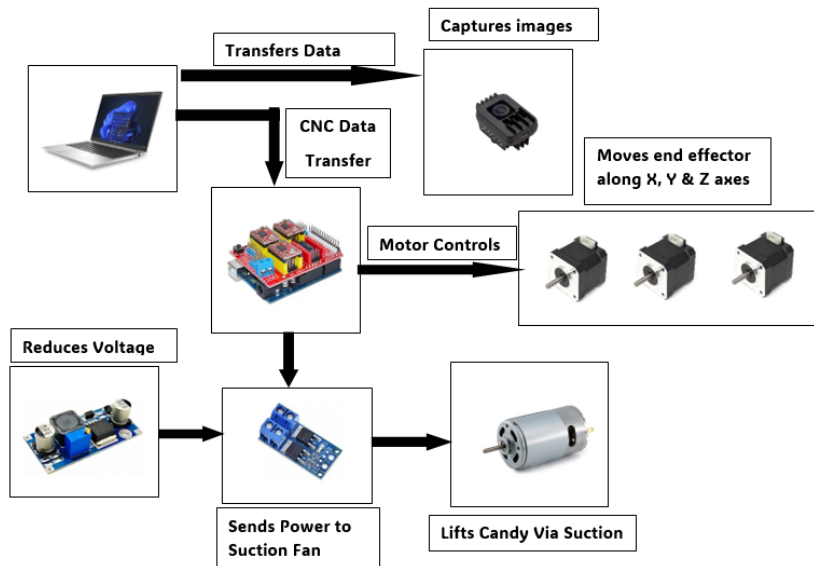 Captures images
Transfers Data
CNC Data
Transfer
Moves end effector
along X, Y & Z axes
Motor Controls
Reduces Voltage
Sends Power to
Suction Fan
Lifts Candy Via Suction